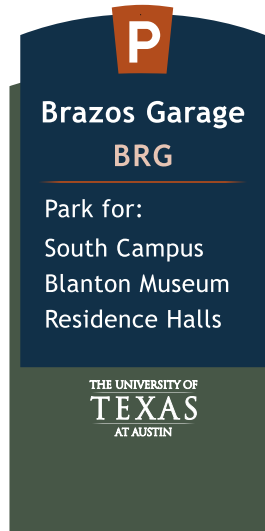 P
Brazos Garage
BRG
Park for:
South Campus
Blanton Museum
Residence Halls
THE UNIVERSITY OF
TEXAS
AT AUSTIN